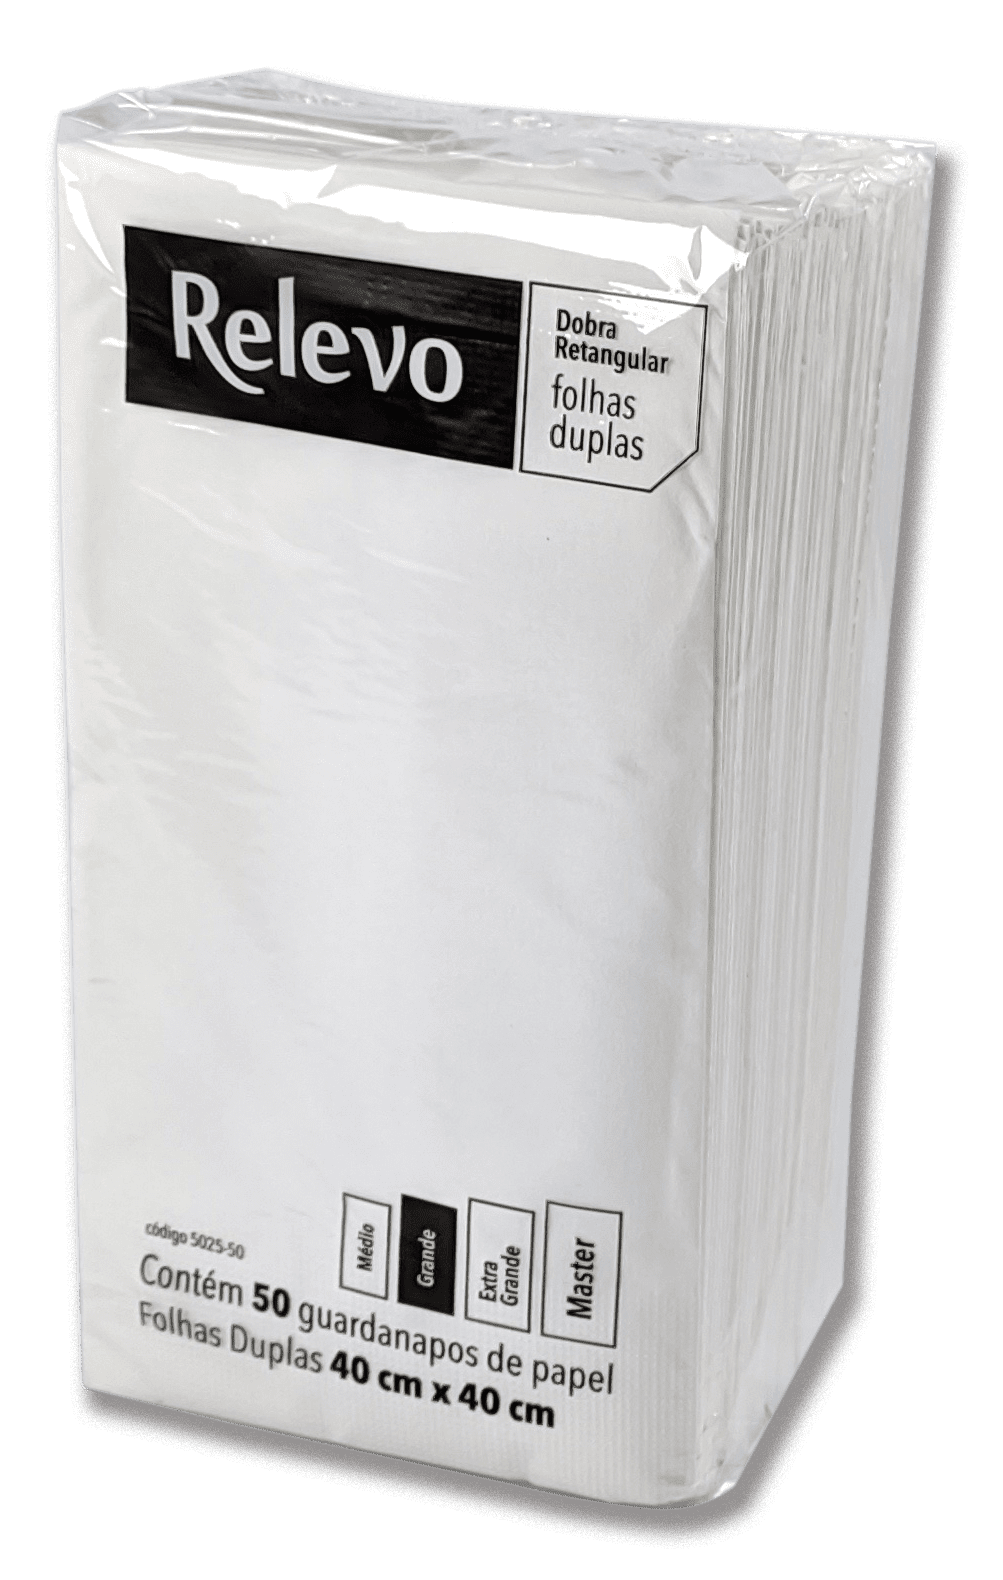 Relevo
Dobra
Retangular
folhas
duplas
código 5025-50
Médio
Grande
Extra
Grande
Master
Contém 50 guardanapos de papel
Folhas Duplas 40 cm x 40 cm